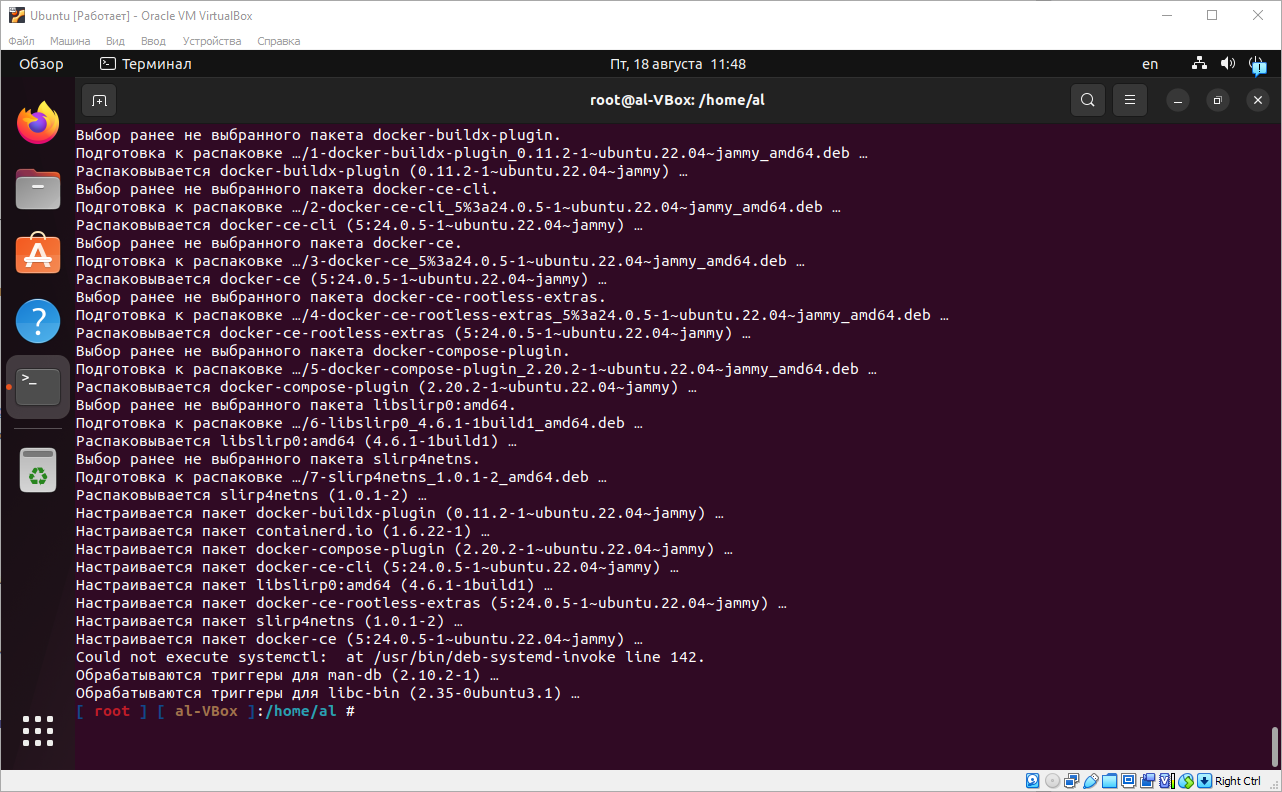 Ubuntu [Работает] - Oracle VM VirtualBox
Файл Машина Вид Ввод Устройства Справка
Обзор Терминал Пт, 18 августа 11:48 en
root@al-VBox: /home/al
Выбор ранее не выбранного пакета docker-buildx-plugin.
Подготовка к распаковке …/1-docker-buildx-plugin_0.11.2-1~ubuntu.22.04~jammy_amd64.deb …
Распаковывается docker-buildx-plugin (0.11.2-1~ubuntu.22.04~jammy) …
Выбор ранее не выбранного пакета docker-ce-cli.
Подготовка к распаковке …/2-docker-ce-cli_5%3a24.0.5-1~ubuntu.22.04~jammy_amd64.deb …
Распаковывается docker-ce-cli (5:24.0.5-1~ubuntu.22.04~jammy) …
Выбор ранее не выбранного пакета docker-ce.
Подготовка к распаковке …/3-docker-ce_5%3a24.0.5-1~ubuntu.22.04~jammy_amd64.deb …
Распаковывается docker-ce (5:24.0.5-1~ubuntu.22.04~jammy) …
Выбор ранее не выбранного пакета docker-ce-rootless-extras.
Подготовка к распаковке …/4-docker-ce-rootless-extras_5%3a24.0.5-1~ubuntu.22.04~jammy_amd64.deb …
Распаковывается docker-ce-rootless-extras (5:24.0.5-1~ubuntu.22.04~jammy) …
Выбор ранее не выбранного пакета docker-compose-plugin.
Подготовка к распаковке …/5-docker-compose-plugin_2.20.2-1~ubuntu.22.04~jammy_amd64.deb …
Распаковывается docker-compose-plugin (2.20.2-1~ubuntu.22.04~jammy) …
Выбор ранее не выбранного пакета libslirp0:amd64.
Подготовка к распаковке …/6-libslirp0_4.6.1-1build1_amd64.deb …
Распаковывается libslirp0:amd64 (4.6.1-1build1) …
Выбор ранее не выбранного пакета slirp4netns.
Подготовка к распаковке …/7-slirp4netns_1.0.1-2_amd64.deb …
Распаковывается slirp4netns (1.0.1-2) …
Настраивается пакет docker-buildx-plugin (0.11.2-1~ubuntu.22.04~jammy) …
Настраивается пакет containerd.io (1.6.22-1) …
Настраивается пакет docker-compose-plugin (2.20.2-1~ubuntu.22.04~jammy) …
Настраивается пакет docker-ce-cli (5:24.0.5-1~ubuntu.22.04~jammy) …
Настраивается пакет libslirp0:amd64 (4.6.1-1build1) …
Настраивается пакет docker-ce-rootless-extras (5:24.0.5-1~ubuntu.22.04~jammy) …
Настраивается пакет slirp4netns (1.0.1-2) …
Настраивается пакет docker-ce (5:24.0.5-1~ubuntu.22.04~jammy) …
Could not execute systemctl:  at /usr/bin/deb-systemd-invoke line 142.
Обрабатываются триггеры для man-db (2.10.2-1) …
Обрабатываются триггеры для libc-bin (2.35-0ubuntu3.1) …
[ root ] [ al-VBox ]:/home/al #
Right Ctrl